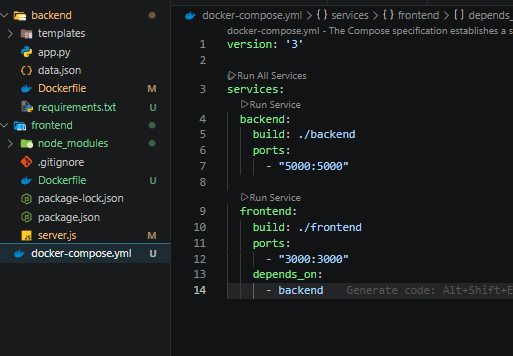 backend
templates
app.py
data.json
Dockerfile M
requirements.txt U
frontend
node_modules
.gitignore
Dockerfile U
package-lock.json
package.json
server.js M
docker-compose.yml U
docker-compose.yml > {} services > {} frontend > [ ] depends_
docker-compose.yml - The Compose specification establishes a s
1 version: '3'
2
Run All Services
3 services:
Run Service
4 backend:
5 build: ./backend
6 ports:
7 - "5000:5000"
8
Run Service
9 frontend:
10 build: ./frontend
11 ports:
12 - "3000:3000"
13 depends_on:
14 - backend Generate code: Alt+Shift+E